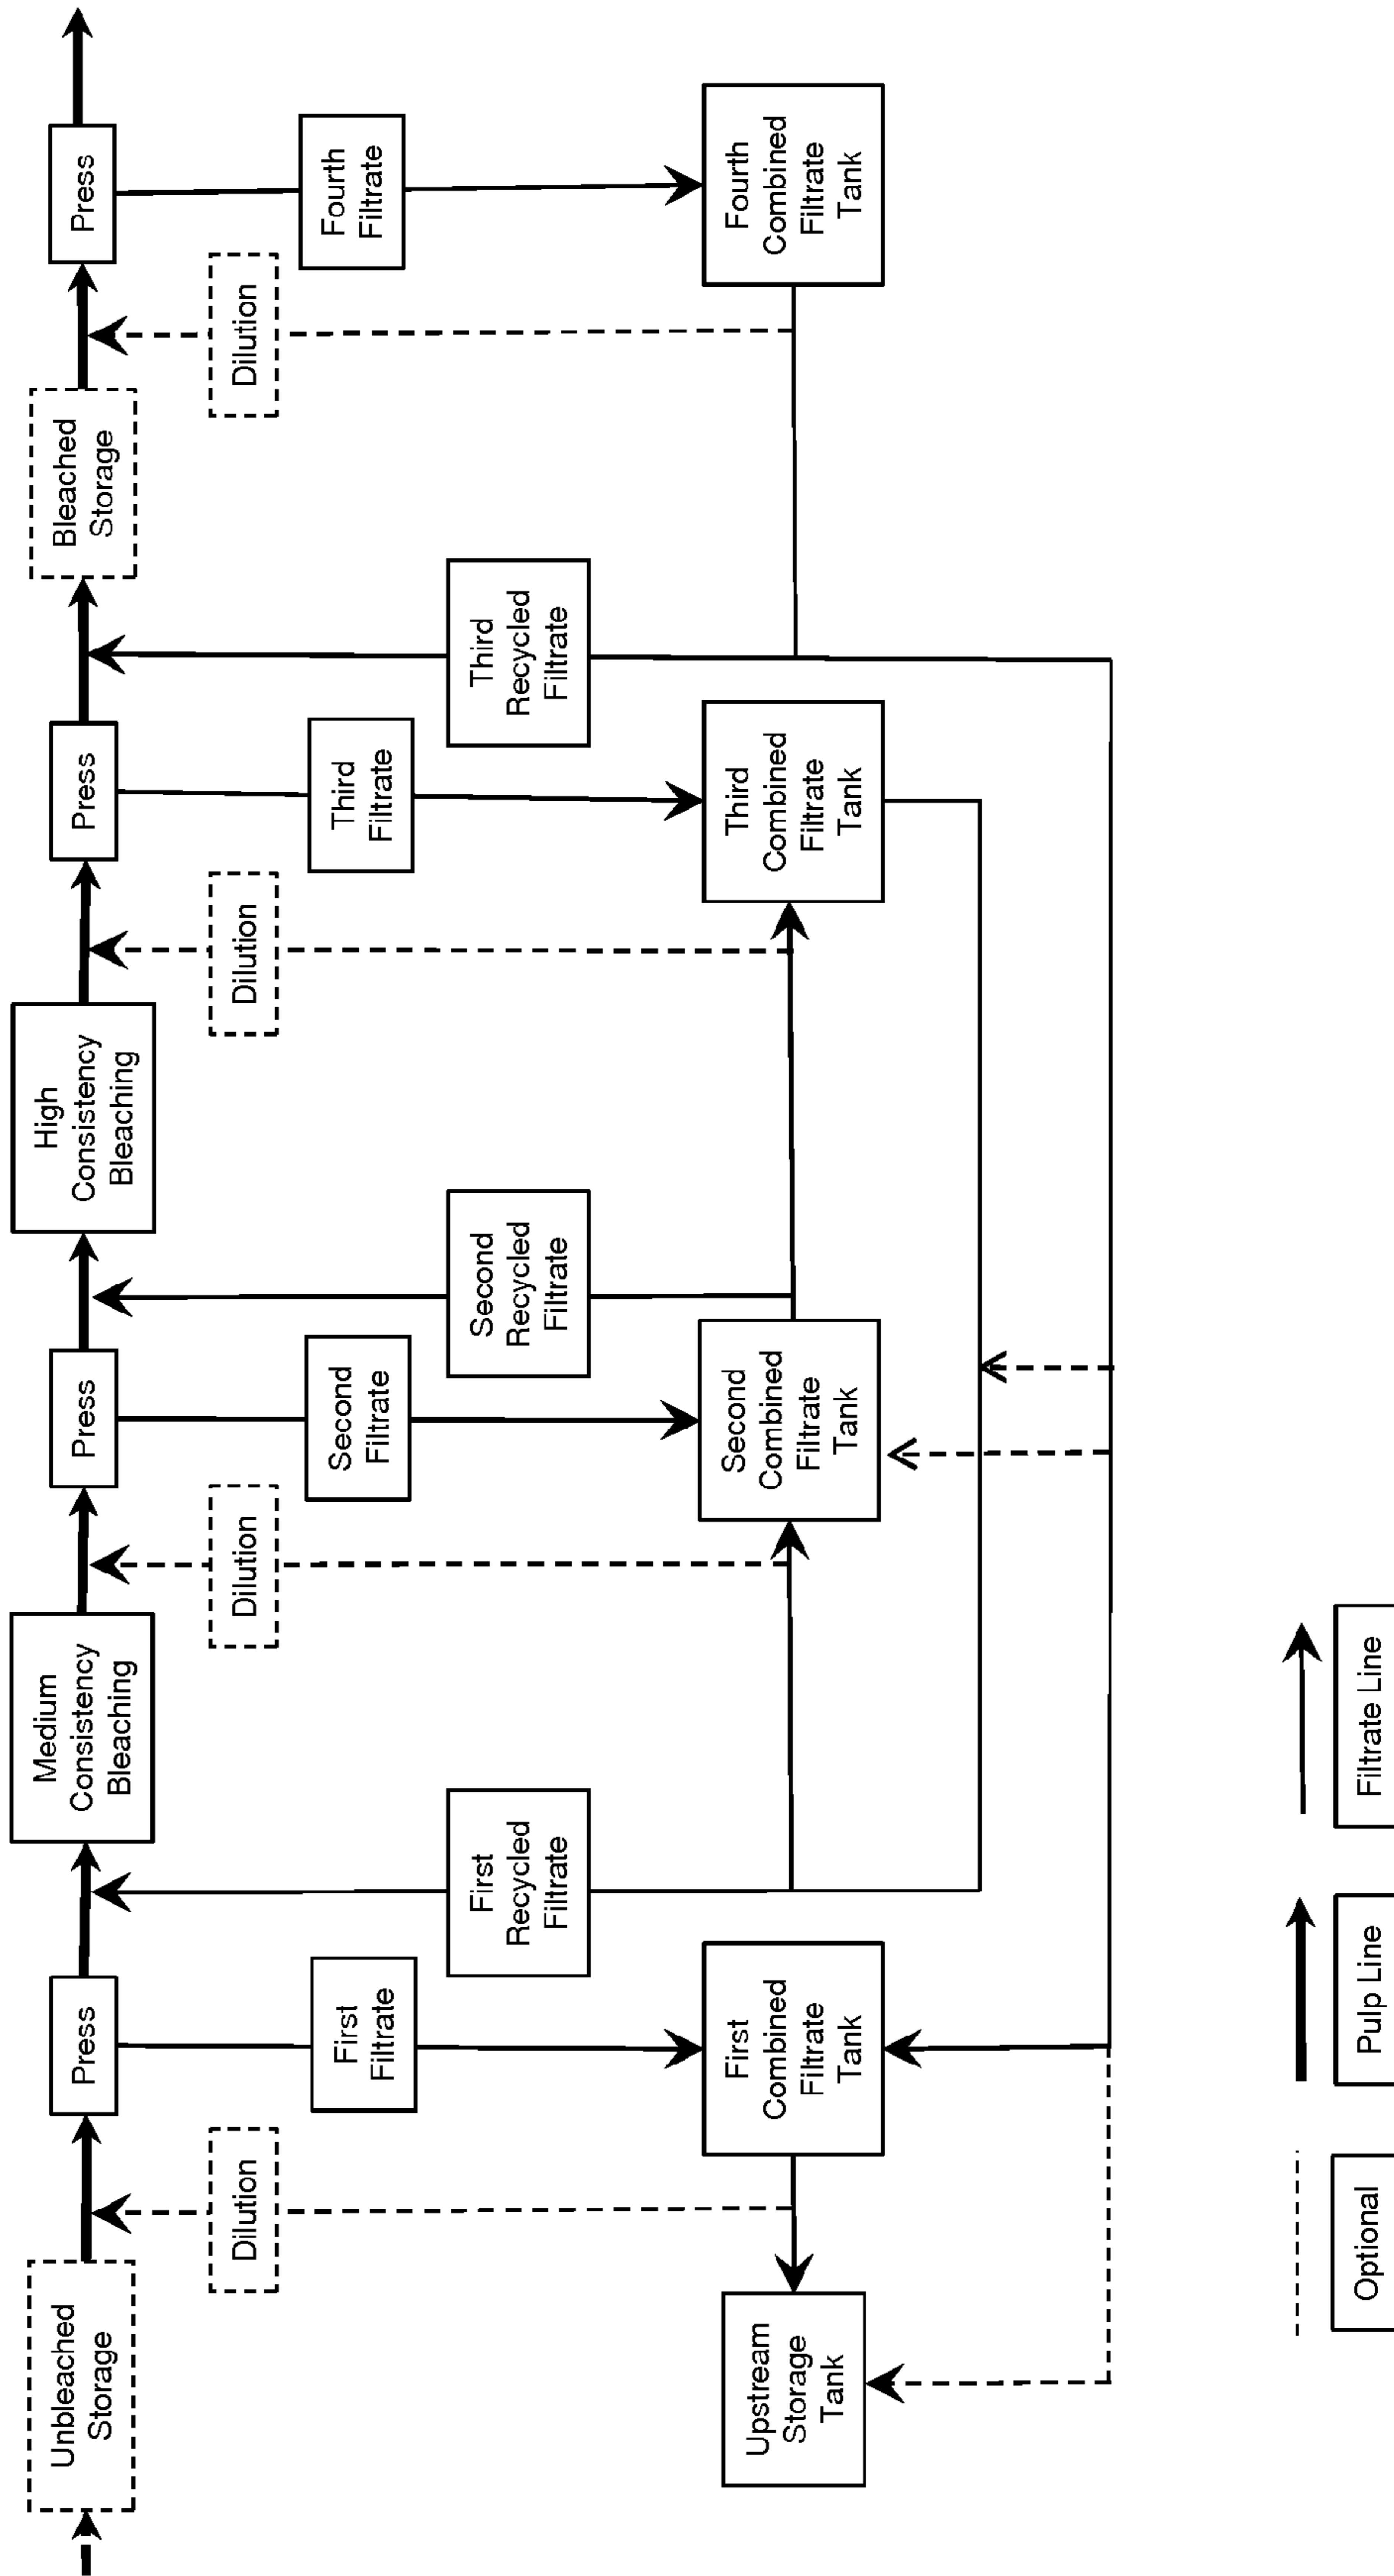 Unbleached
Storage
Press
Medium
Consistency
Bleaching
Press
High
Consistency
Bleaching
Press
Bleached
Storage
Press
Dilution
Dilution
Dilution
Dilution
First
Filtrate
Second
Filtrate
Third
Filtrate
Fourth
Filtrate
First
Recycled
Filtrate
Second
Recycled
Filtrate
Third
Recycled
Filtrate
Upstream
Storage
Tank
First
Combined
Filtrate
Tank
Second
Combined
Filtrate
Tank
Third
Combined
Filtrate
Tank
Fourth
Combined
Filtrate
Tank
Optional
Pulp Line
Filtrate Line